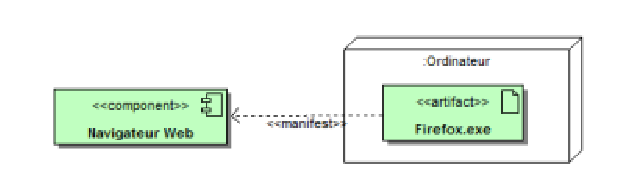 :Ordinateur
<<component>>
Navigateur Web
<<manifest>>
<<artifact>>
Firefox.exe